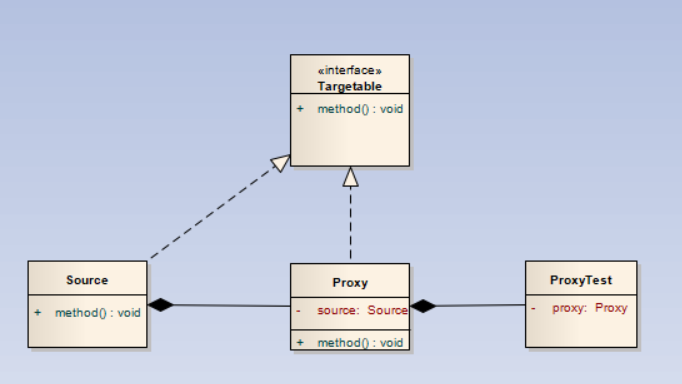 «interface»
Targetable
+ method() : void
Source
+ method() : void
Proxy
- source: Source
+ method() : void
ProxyTest
- proxy: Proxy